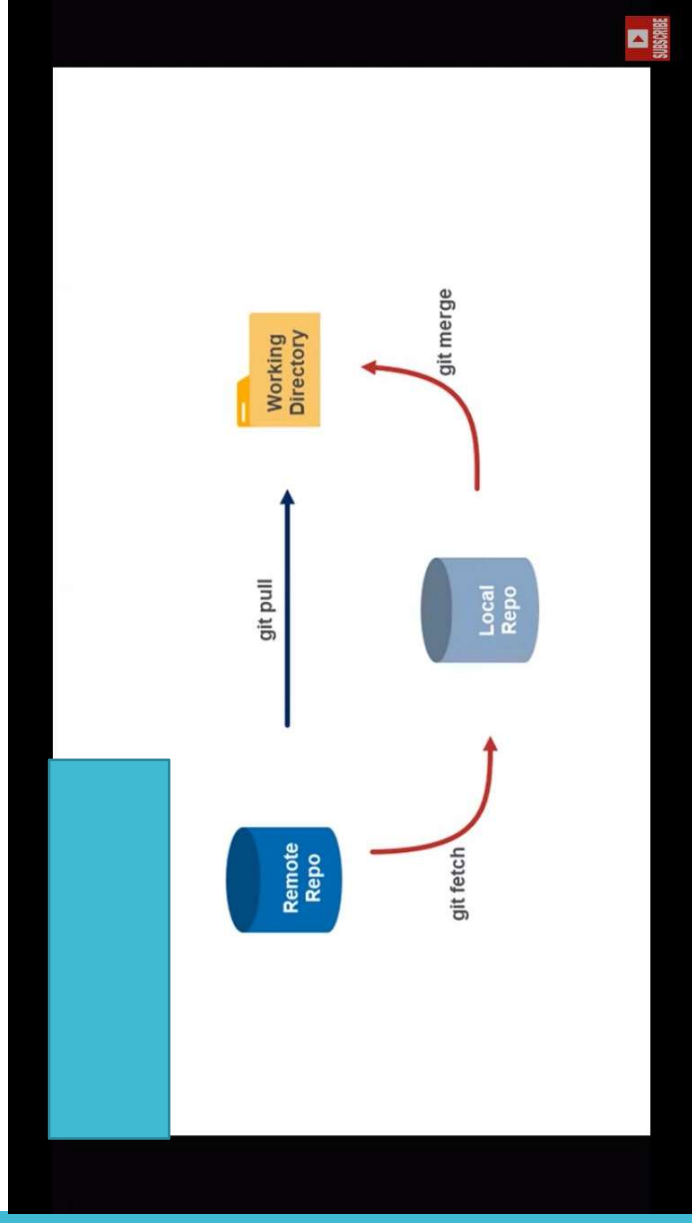 git pull
Remote
Repo
Working
Directory
git fetch
Local
Repo
git merge
SUBSCRIBE